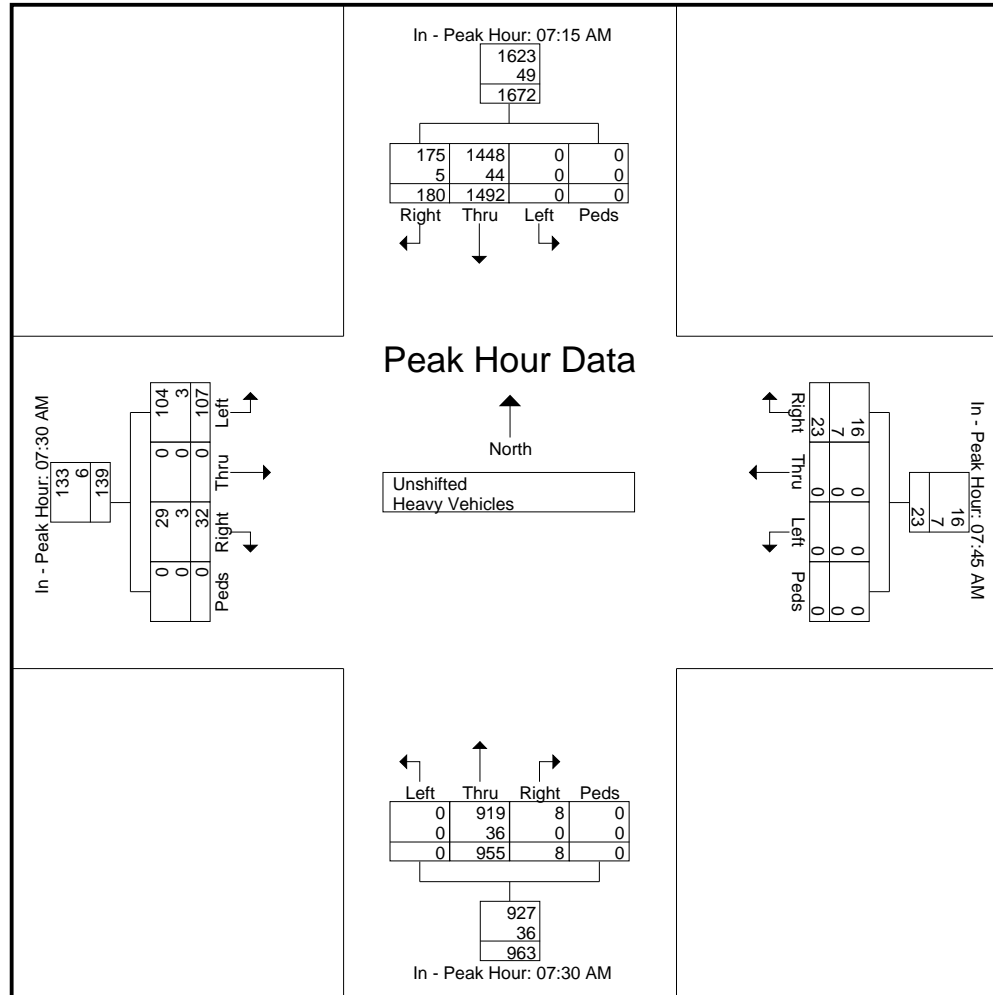 In - Peak Hour: 07:15 AM
1623
49
1672
175 1448 0 0
5 44 0 0
180 1492 0 0
Right Thru Left Peds
Peak Hour Data
North
Unshifted
Heavy Vehicles
In - Peak Hour: 07:30 AM
133
6
139
104 0 29 0
3 0 3 0
107 0 32 0
Left Thru Right Peds
In - Peak Hour: 07:45 AM
16
7
23
16 0 0 0
7 0 0 0
23 0 0 0
Right Thru Left Peds
Left Thru Right Peds
0 919 8 0
0 36 0 0
0 955 8 0
927
36
963
In - Peak Hour: 07:30 AM